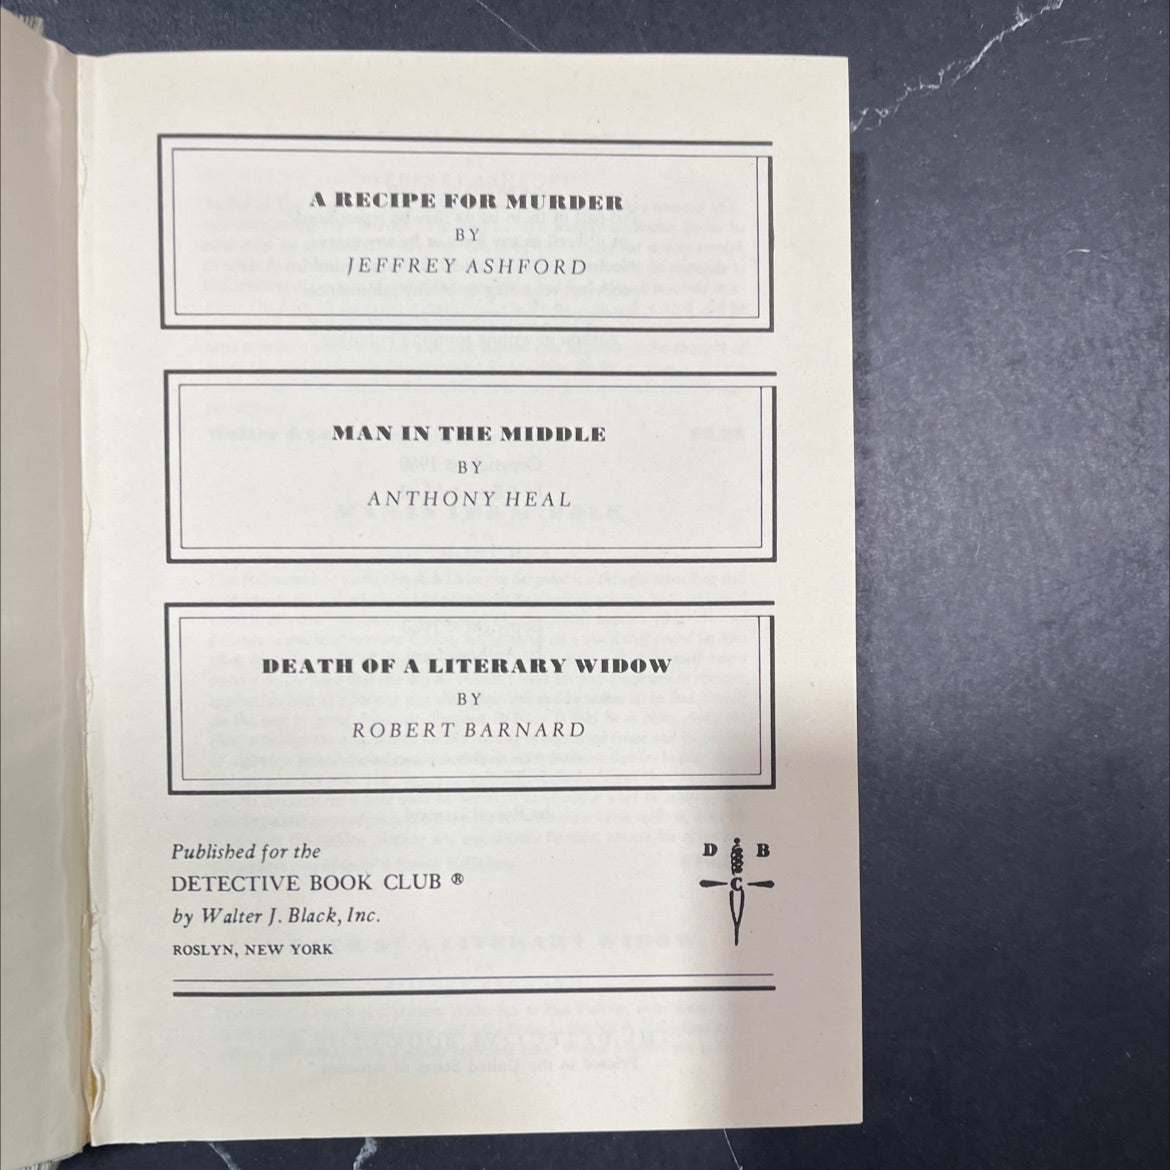 A RECIPE FOR MURDER
BY
JEFFREY ASHFORD
MAN IN THE MIDDLE
BY
ANTHONY HEAL
DEATH OF A LITERARY WIDOW
BY
ROBERT BARNARD
Published for the
DETECTIVE BOOK CLUB ®
by Walter J. Black, Inc.
ROSLYN, NEW YORK
D B
C